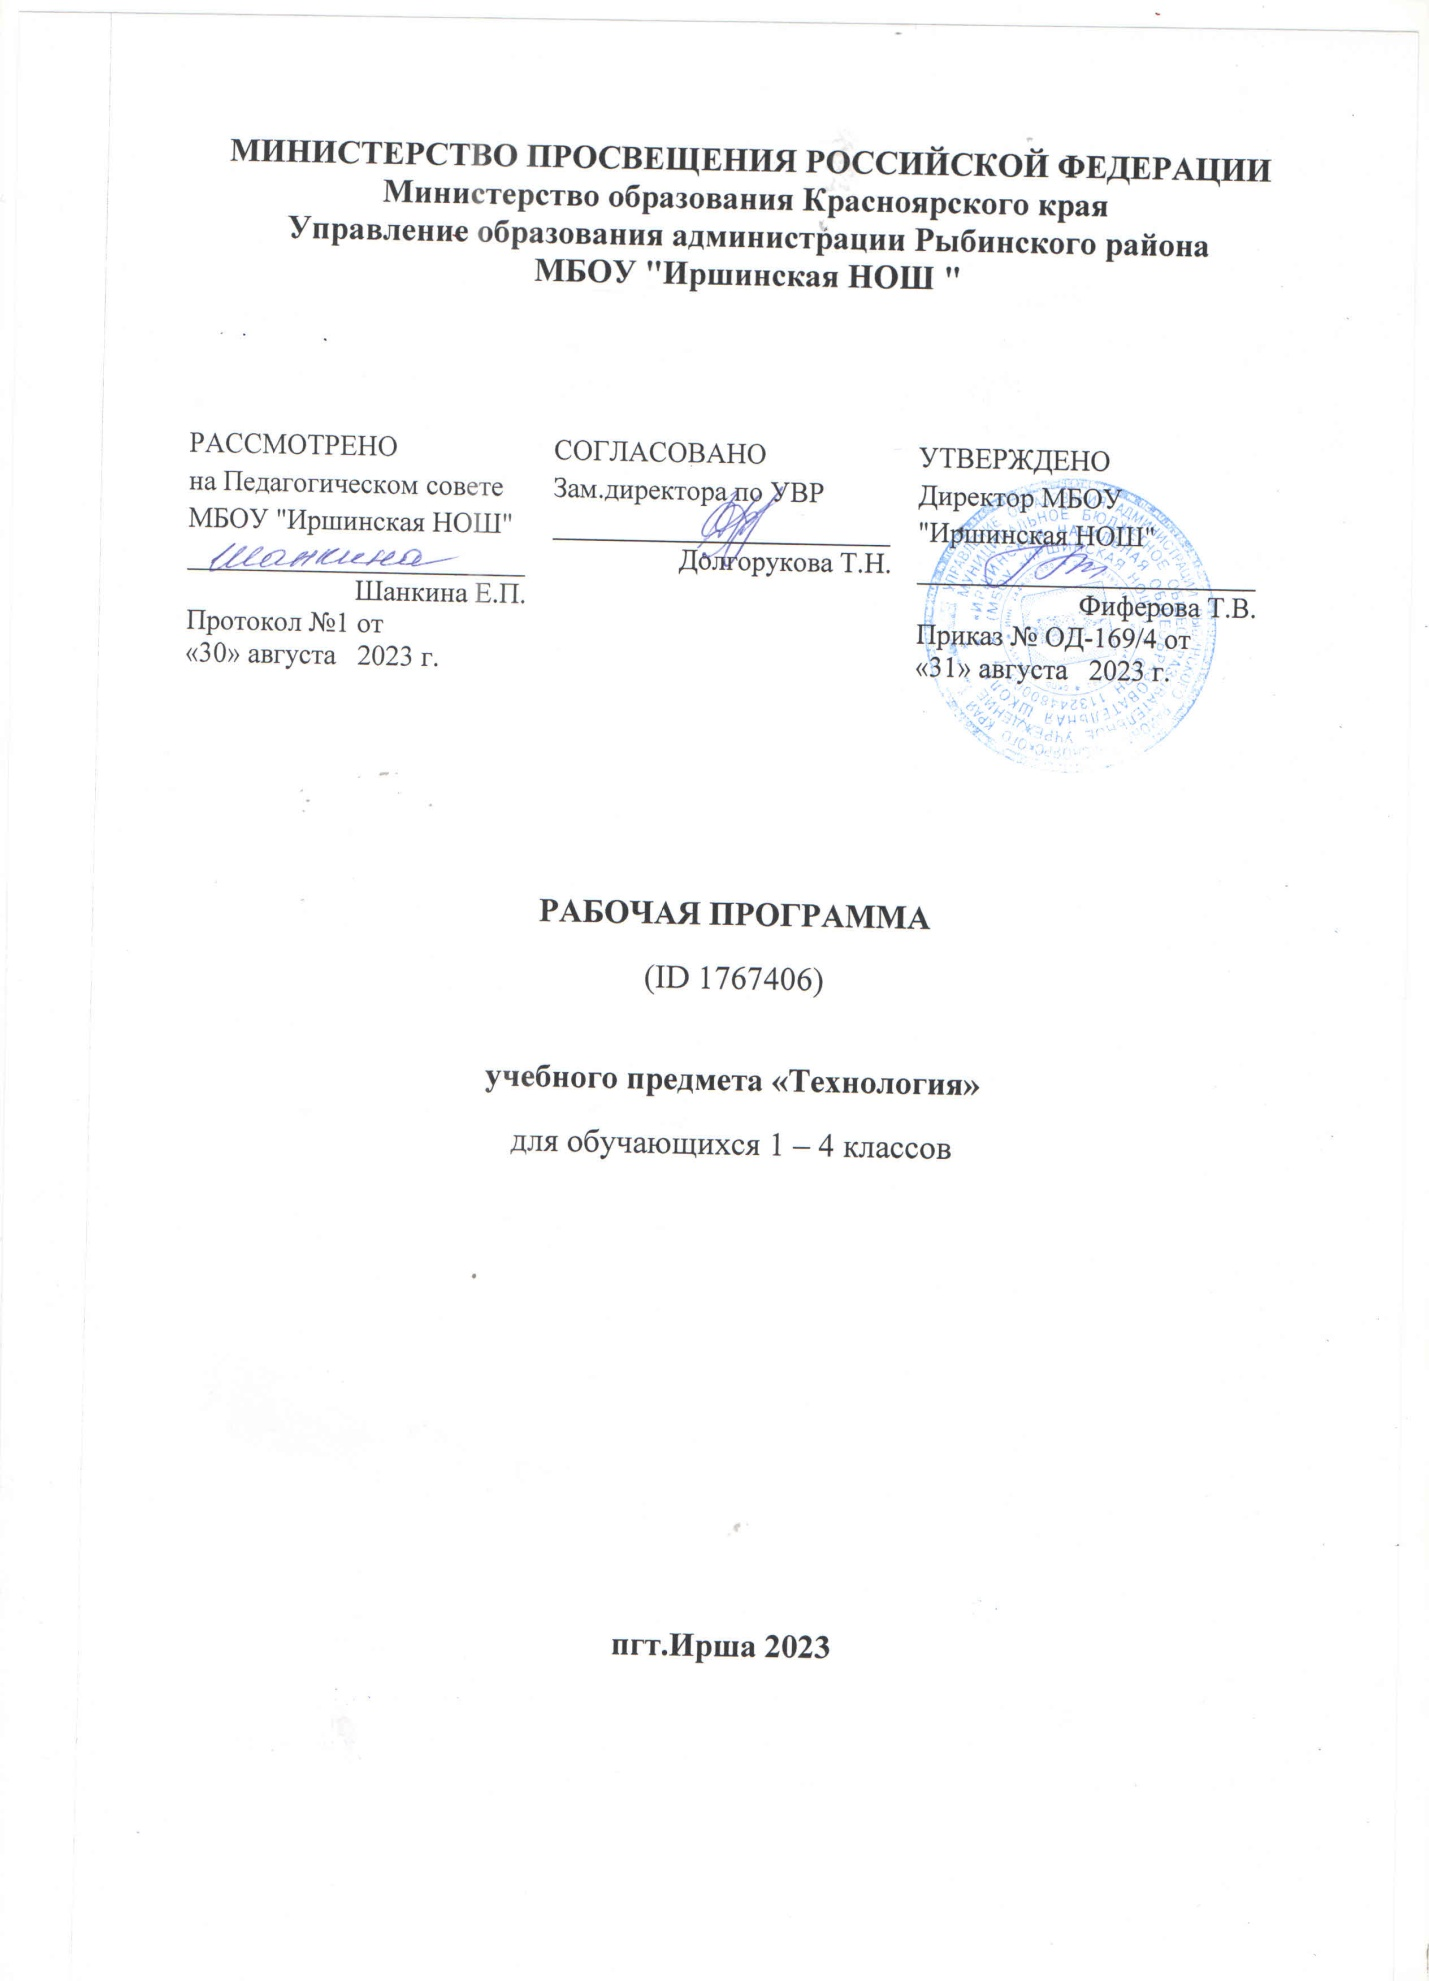 МИНИСТЕРСТВО ПРОСВЕЩЕНИЯ РОССИЙСКОЙ ФЕДЕРАЦИИ
Министерство образования Красноярского края
Управление образования администрации Рыбинского района
МБОУ "Иршинская НОШ "
РАССМОТРЕНО
на Педагогическом совете
МБОУ "Иршинская НОШ"
Шанкина
Шанкина Е.П.
Протокол №1 от
«30» августа 2023 г.
СОГЛАСОВАНО
Зам.директора по УВР
Долгорукова Т.Н.
УТВЕРЖДЕНО
Директор МБОУ
"Иршинская НОШ"
Фиферова Т.В.
Приказ № ОД-169/4 от
«31» августа 2023 г.
РАБОЧАЯ ПРОГРАММА
(ID 1767406)
учебного предмета «Технология»
для обучающихся 1 – 4 классов
пгт.Ирша 2023